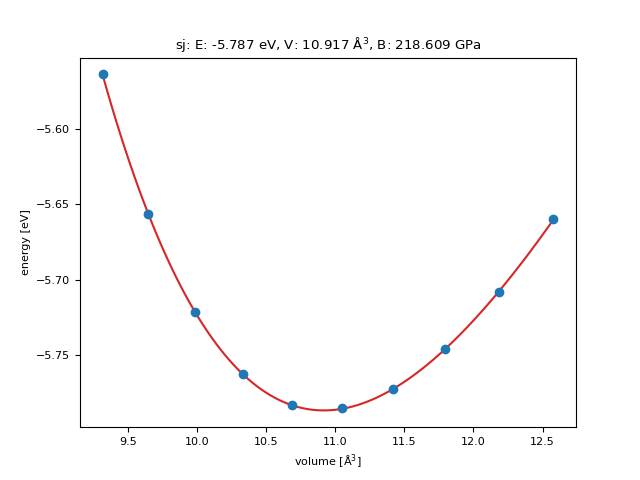 sj: E: -5.787 eV, V: 10.917 Å³, B: 218.609 GPa
energy [eV]
−5.60
−5.65
−5.70
−5.75
9.5 10.0 10.5 11.0 11.5 12.0 12.5
volume [Å³]